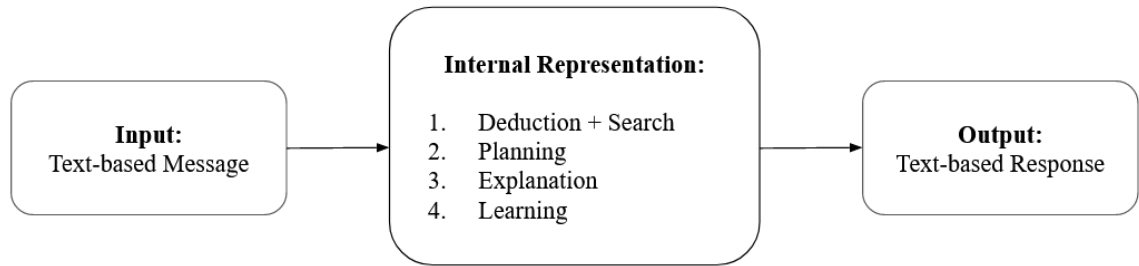 Input:
Text-based Message
Internal Representation:
1. Deduction + Search
2. Planning
3. Explanation
4. Learning
Output:
Text-based Response